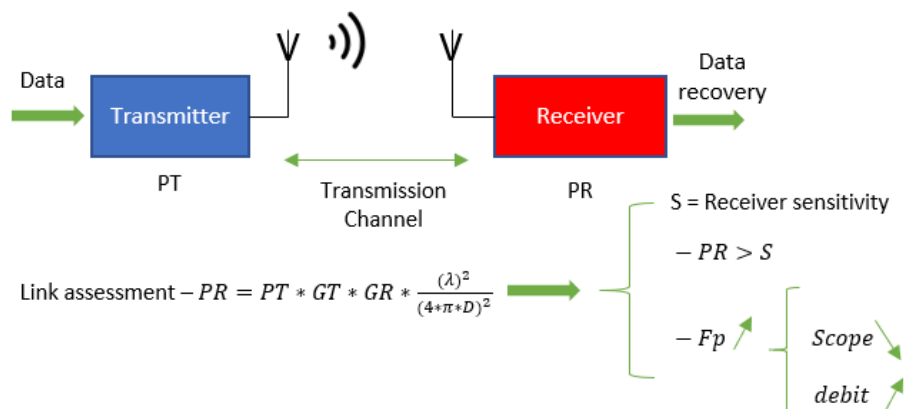 Data
Transmitter
PT
Transmission
Channel
Receiver
PR
Data
recovery
S = Receiver sensitivity
− PR > S
Link assessment − PR = PT ∗ GT ∗ GR ∗ (λ)² / (4∗π∗D)²
− Fp
Scope
debit